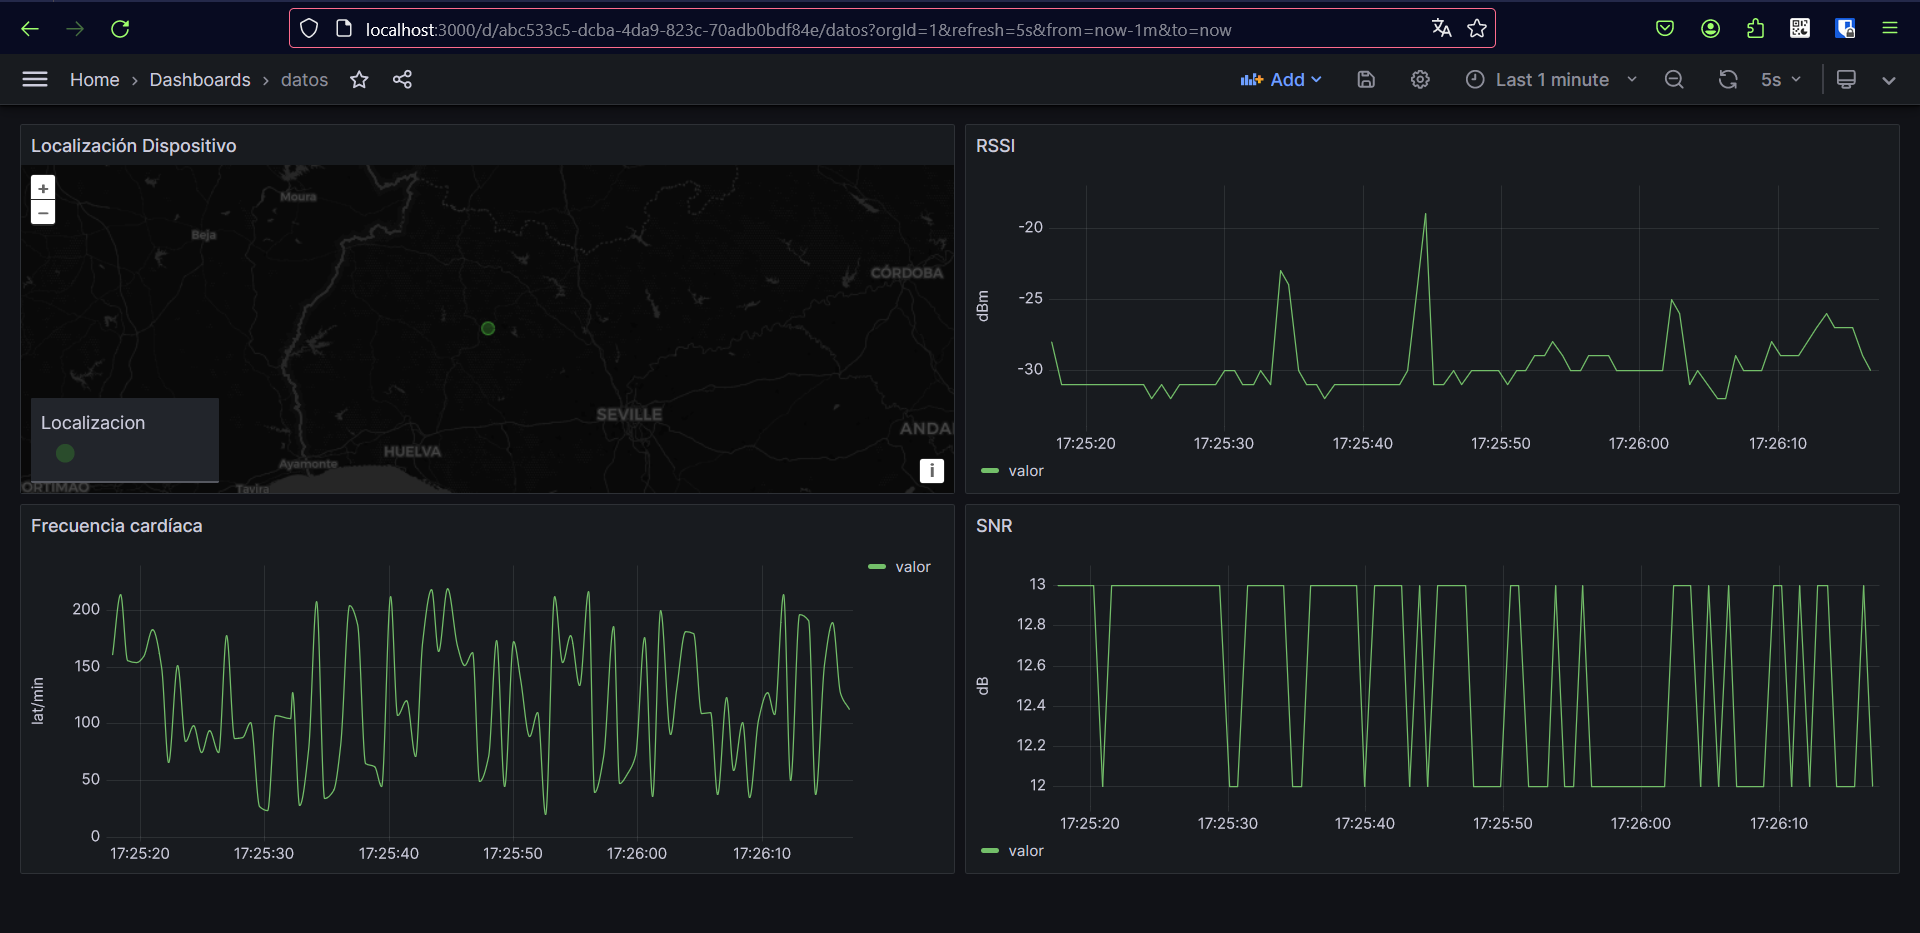 localhost:3000/d/abc533c5-dcba-4da9-823c-70adb0bdf84e/datos?orgId=1&refresh=5s&from=now-1m&to=now
Home › Dashboards › datos
Add
Last 1 minute
5s
Localización Dispositivo
+
−
Moura
Beja
CÓRDOBA
SEVILLE
ANDA
HUELVA
Ayamonte
ORTIMAO
Tavira
Localizacion
i
RSSI
dBm
-20
-25
-30
17:25:20 17:25:30 17:25:40 17:25:50 17:26:00 17:26:10
valor
Frecuencia cardíaca
valor
lat/min
200
150
100
50
0
17:25:20 17:25:30 17:25:40 17:25:50 17:26:00 17:26:10
SNR
dB
13
12.8
12.6
12.4
12.2
12
17:25:20 17:25:30 17:25:40 17:25:50 17:26:00 17:26:10
valor